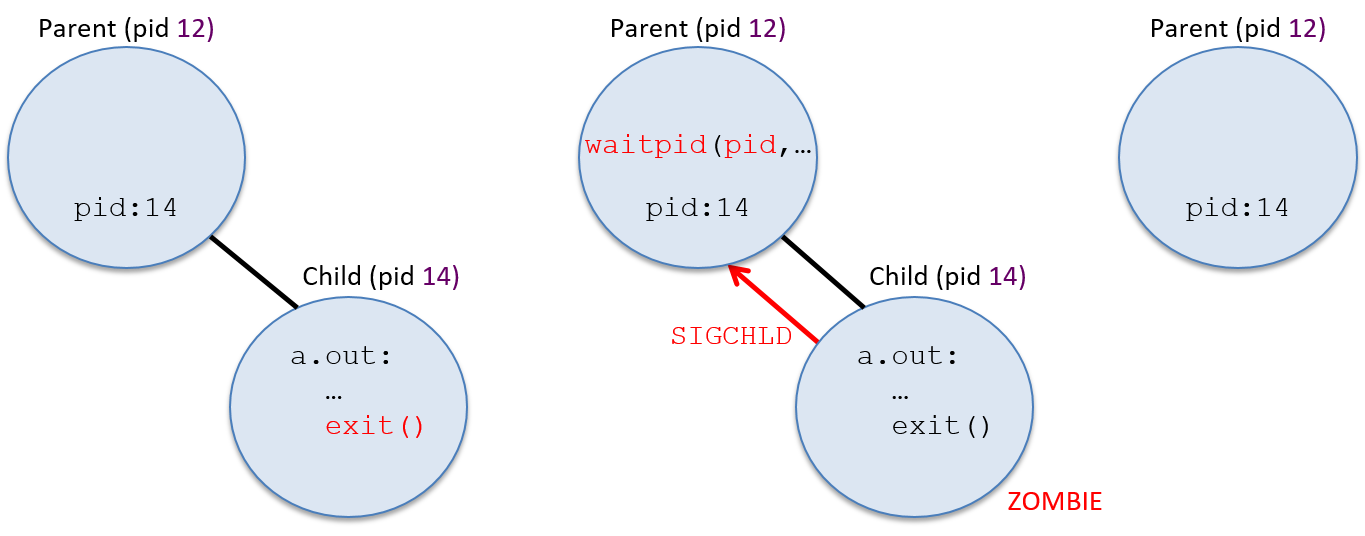 Parent (pid 12)
pid:14
Child (pid 14)
a.out:
…
exit()
Parent (pid 12)
waitpid(pid,…
pid:14
SIGCHLD
Child (pid 14)
a.out:
…
exit()
ZOMBIE
Parent (pid 12)
pid:14